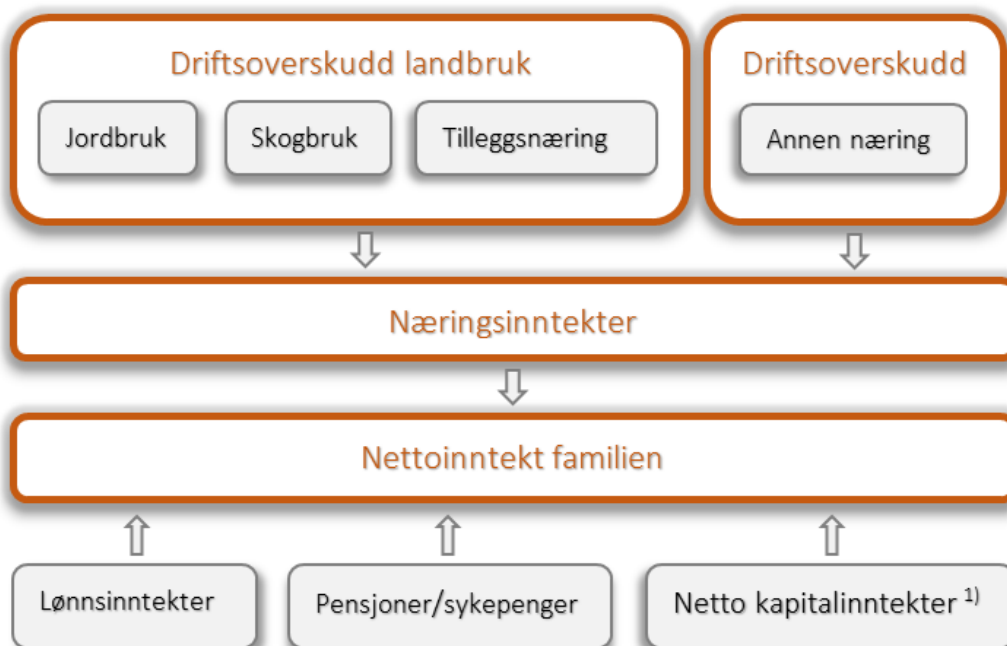 Driftsoverskudd landbruk
Driftsoverskudd
Jordbruk
Skogbruk
Tilleggsnæring
Annen næring
Næringsinntekter
Nettoinntekt familien
Lønnsinntekter
Pensjoner/sykepenger
Netto kapitalinntekter ¹⁾